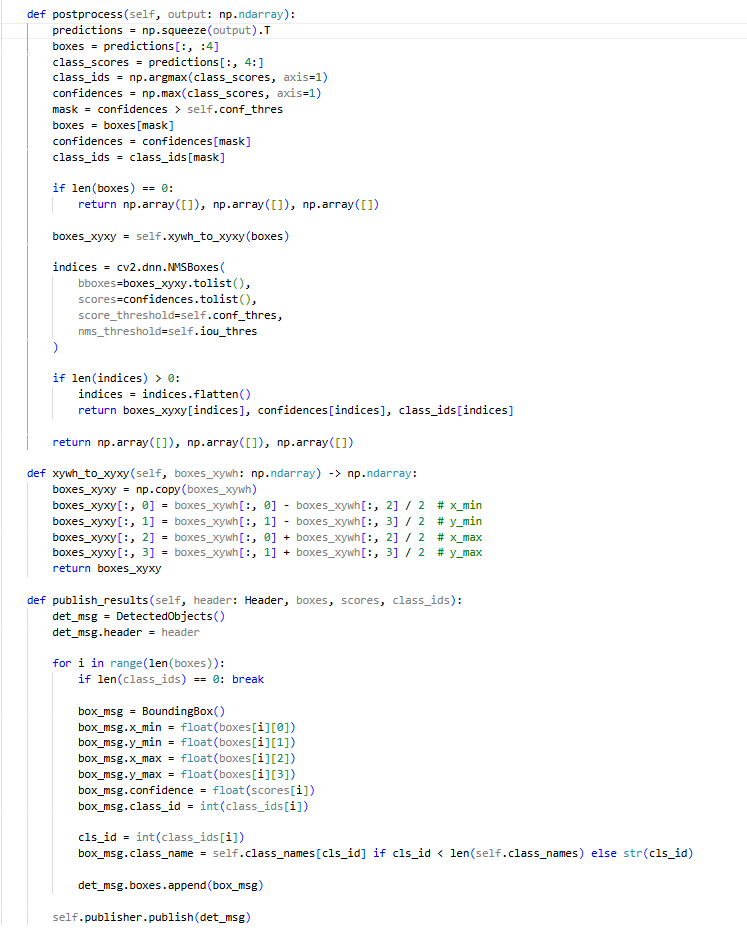 def postprocess(self, output: np.ndarray):
    predictions = np.squeeze(output).T
    boxes = predictions[:, :4]
    class_scores = predictions[:, 4:]
    class_ids = np.argmax(class_scores, axis=1)
    confidences = np.max(class_scores, axis=1)
    mask = confidences > self.conf_thres
    boxes = boxes[mask]
    confidences = confidences[mask]
    class_ids = class_ids[mask]

    if len(boxes) == 0:
        return np.array([]), np.array([]), np.array([])

    boxes_xyxy = self.xywh_to_xyxy(boxes)

    indices = cv2.dnn.NMSBoxes(
        bboxes=boxes_xyxy.tolist(),
        scores=confidences.tolist(),
        score_threshold=self.conf_thres,
        nms_threshold=self.iou_thres
    )

    if len(indices) > 0:
        indices = indices.flatten()
        return boxes_xyxy[indices], confidences[indices], class_ids[indices]

    return np.array([]), np.array([]), np.array([])

def xywh_to_xyxy(self, boxes_xywh: np.ndarray) -> np.ndarray:
    boxes_xyxy = np.copy(boxes_xywh)
    boxes_xyxy[:, 0] = boxes_xywh[:, 0] - boxes_xywh[:, 2] / 2  # x_min
    boxes_xyxy[:, 1] = boxes_xywh[:, 1] - boxes_xywh[:, 3] / 2  # y_min
    boxes_xyxy[:, 2] = boxes_xywh[:, 0] + boxes_xywh[:, 2] / 2  # x_max
    boxes_xyxy[:, 3] = boxes_xywh[:, 1] + boxes_xywh[:, 3] / 2  # y_max
    return boxes_xyxy

def publish_results(self, header: Header, boxes, scores, class_ids):
    det_msg = DetectedObjects()
    det_msg.header = header

    for i in range(len(boxes)):
        if len(class_ids) == 0: break

        box_msg = BoundingBox()
        box_msg.x_min = float(boxes[i][0])
        box_msg.y_min = float(boxes[i][1])
        box_msg.x_max = float(boxes[i][2])
        box_msg.y_max = float(boxes[i][3])
        box_msg.confidence = float(scores[i])
        box_msg.class_id = int(class_ids[i])

        cls_id = int(class_ids[i])
        box_msg.class_name = self.class_names[cls_id] if cls_id < len(self.class_names) else str(cls_id)

        det_msg.boxes.append(box_msg)

    self.publisher.publish(det_msg)